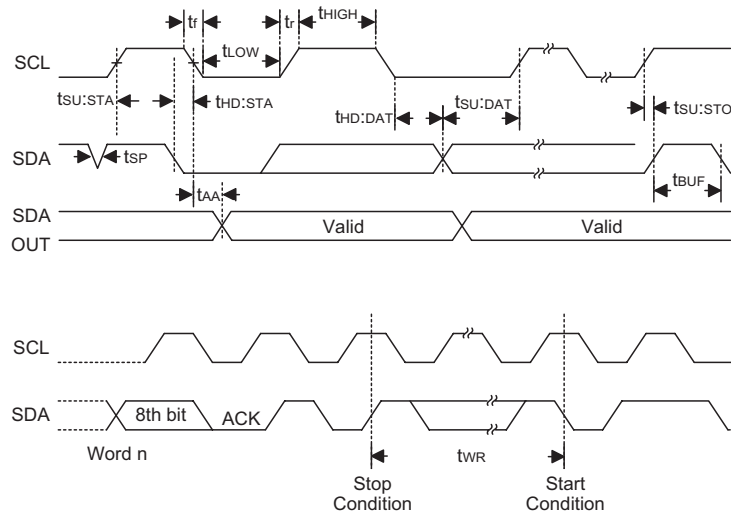 tf
tr
tHIGH
SCL
tLOW
tSU:STA
tHD:STA
tHD:DAT
tSU:DAT
tSU:STO
SDA
tSP
tBUF
tAA
SDA
OUT
Valid
Valid
SCL
SDA
8th bit
ACK
Word n
tWR
Stop
Condition
Start
Condition